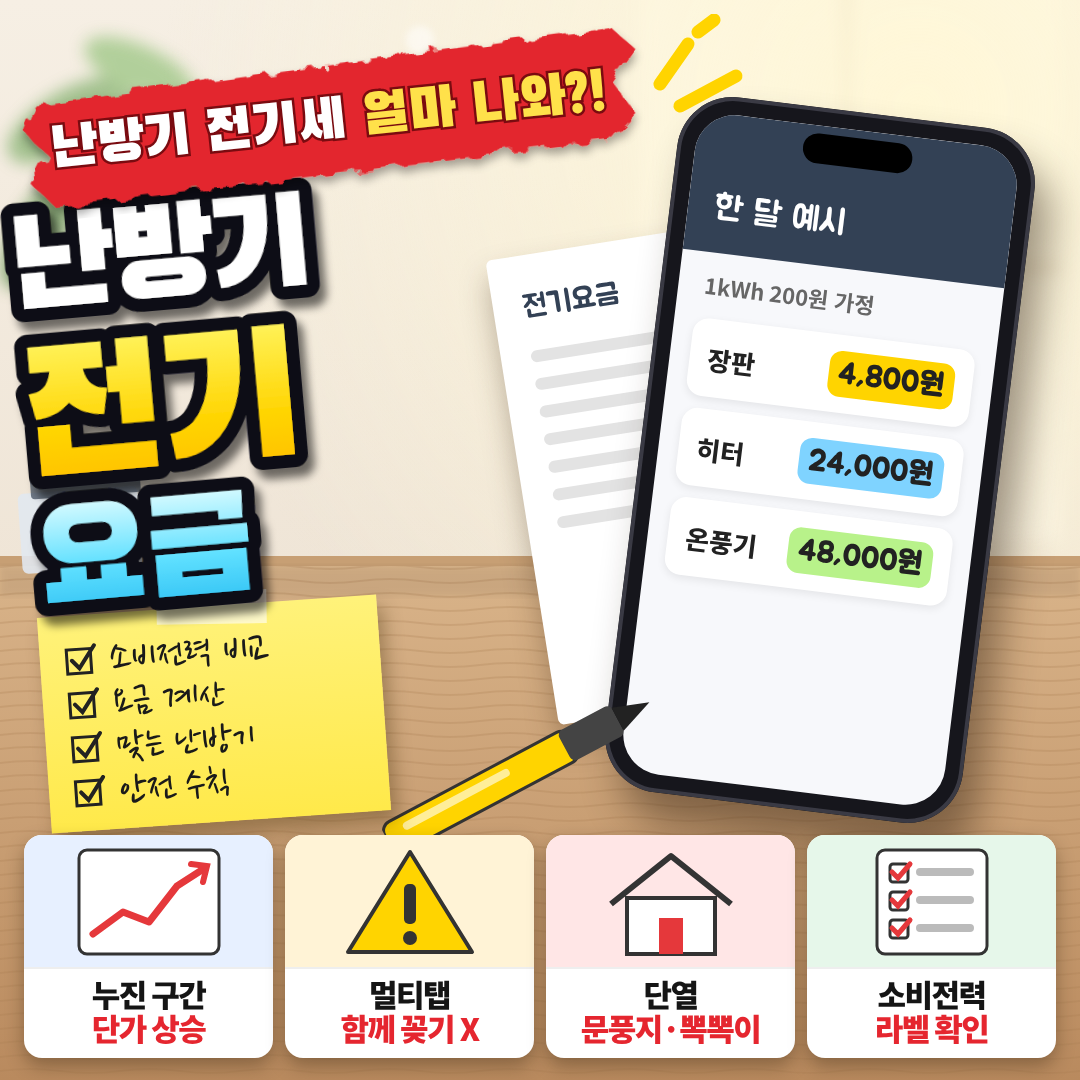 난방기 전기세 얼마 나와?!
난방기
전기
요금
소비전력 비교
요금 계산
맞는 난방기
안전 수칙
전기요금
한 달 예시
1kWh 200원 가정
장판 4,800원
히터 24,000원
온풍기 48,000원
누진 구간
단가 상승
멀티탭
함께 꽂기 X
단열
문풍지·뽁뽁이
소비전력
라벨 확인